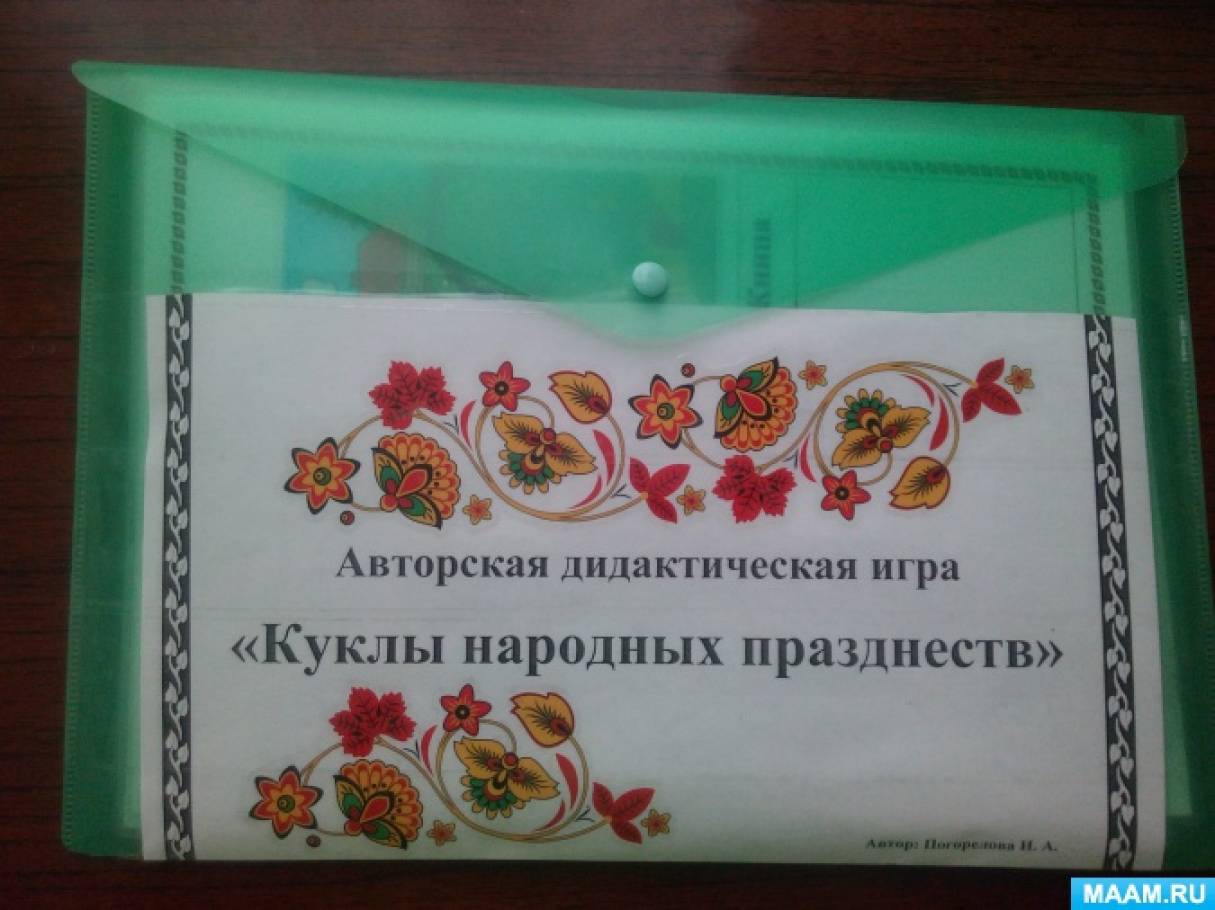 Авторская дидактическая игра
«Куклы народных празднеств»
Автор: Погорелова Н. А.
MAAM.RU